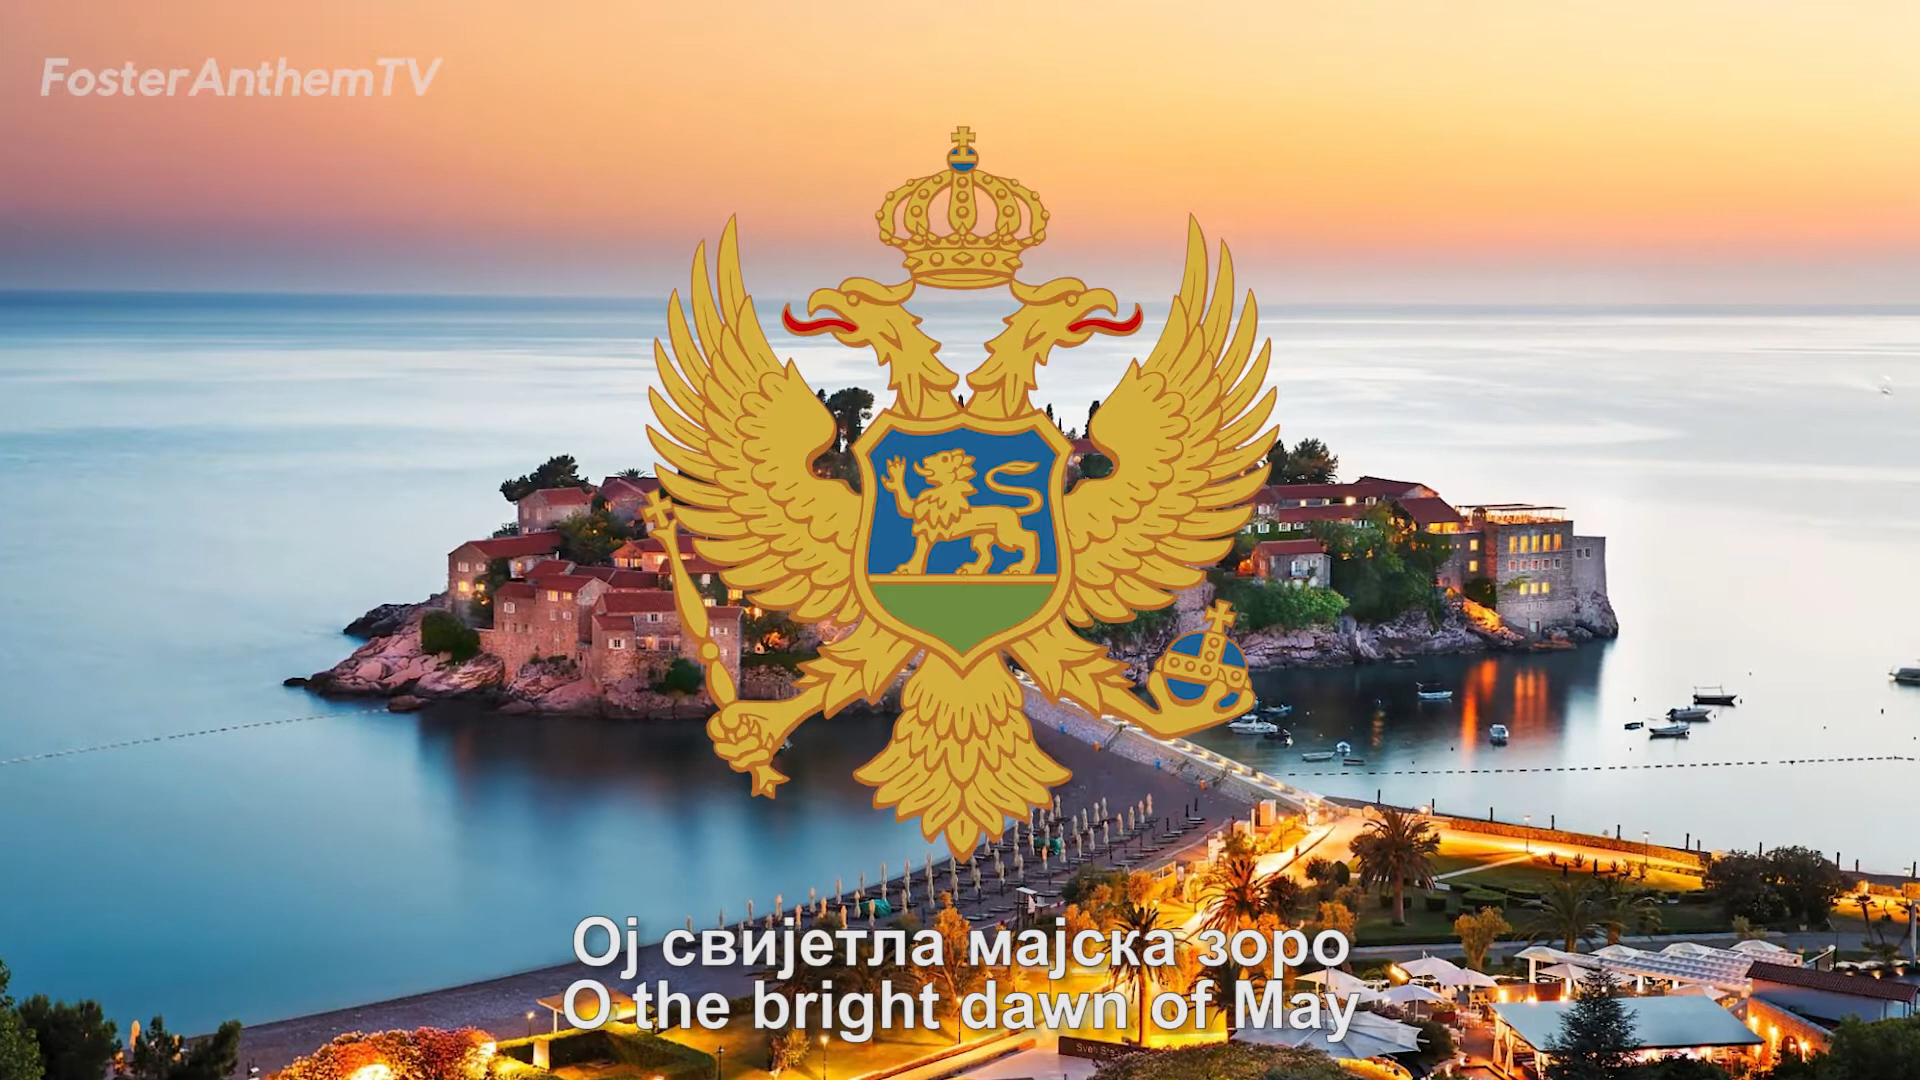 FosterAnthemTV
Ој свијетла мајска зоро
O the bright dawn of May